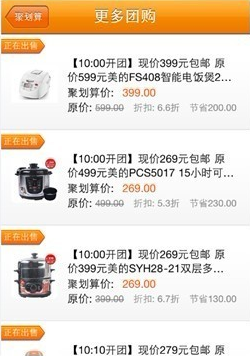 聚划算
更多团购
正在出售
【10:00开团】现价399元包邮 原
价599元美的FS408智能电饭煲2...
聚划算价: 399.00
原价: 599.00 折扣: 6.6折 节省200.00
正在出售
【10:00开团】现价269元包邮 原
价499元美的PCS5017 15小时可...
聚划算价: 269.00
原价: 499.00 折扣: 5.3折 节省230.00
正在出售
【10:00开团】现价269元包邮 原
价399元美的SYH28-21双层多...
聚划算价: 269.00
原价: 399.00 折扣: 6.7折 节省130.00
正在出售
【10:10开团】现价279元包邮 原